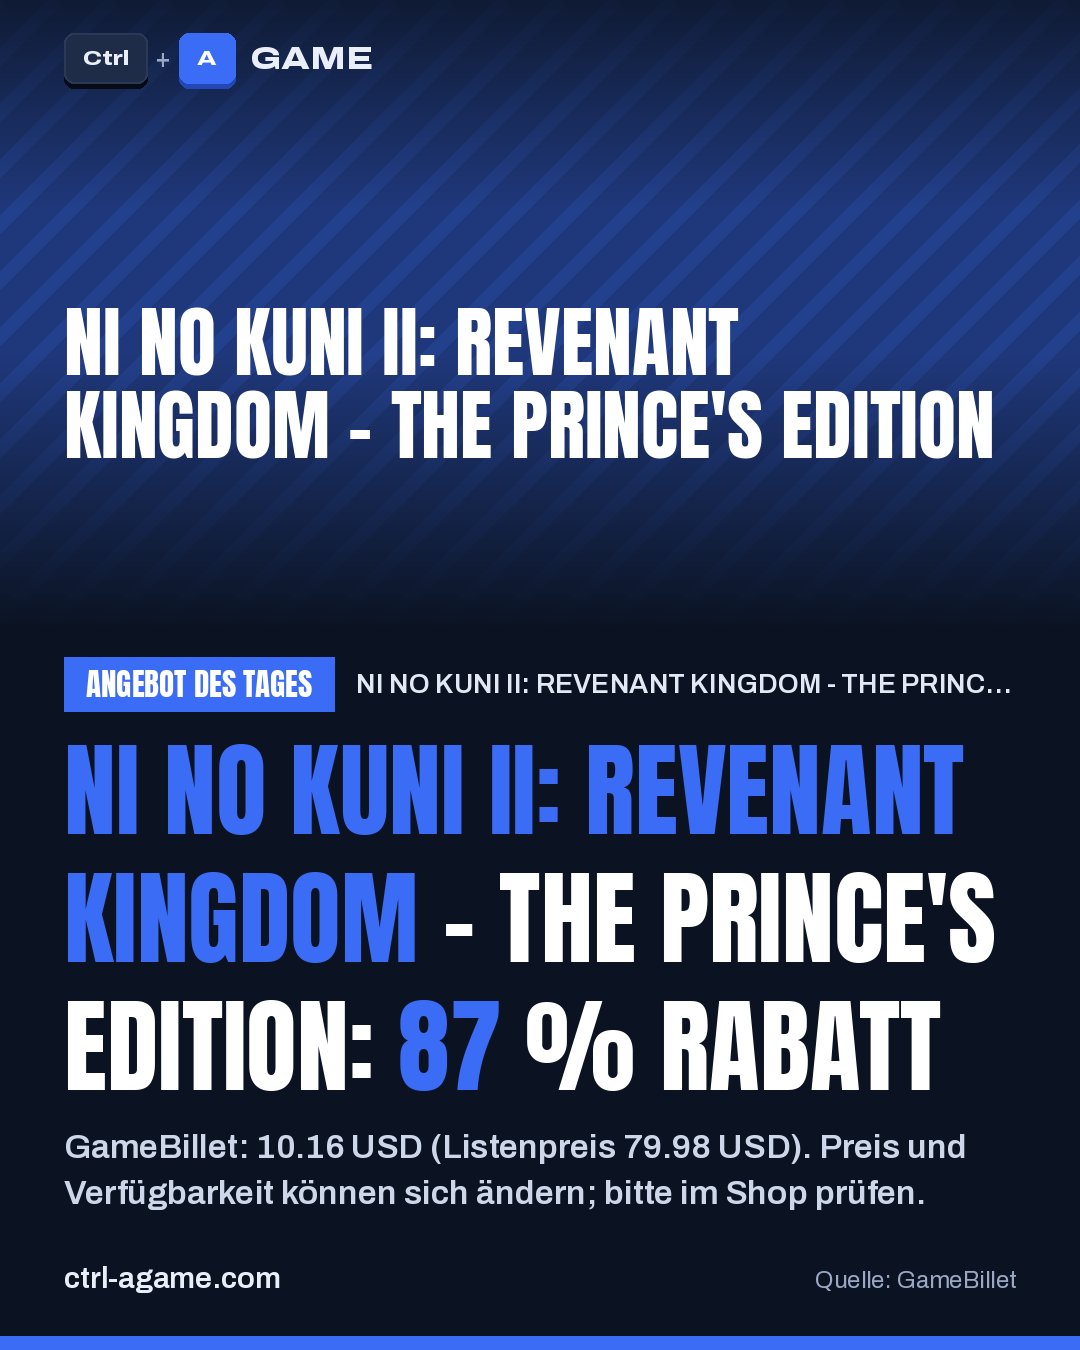 Ctrl + A GAME
NI NO KUNI II: REVENANT
KINGDOM - THE PRINCE'S EDITION
ANGEBOT DES TAGES NI NO KUNI II: REVENANT KINGDOM - THE PRINC...
NI NO KUNI II: REVENANT
KINGDOM - THE PRINCE'S
EDITION: 87 % RABATT
GameBillet: 10.16 USD (Listenpreis 79.98 USD). Preis und
Verfügbarkeit können sich ändern; bitte im Shop prüfen.
ctrl-agame.com Quelle: GameBillet